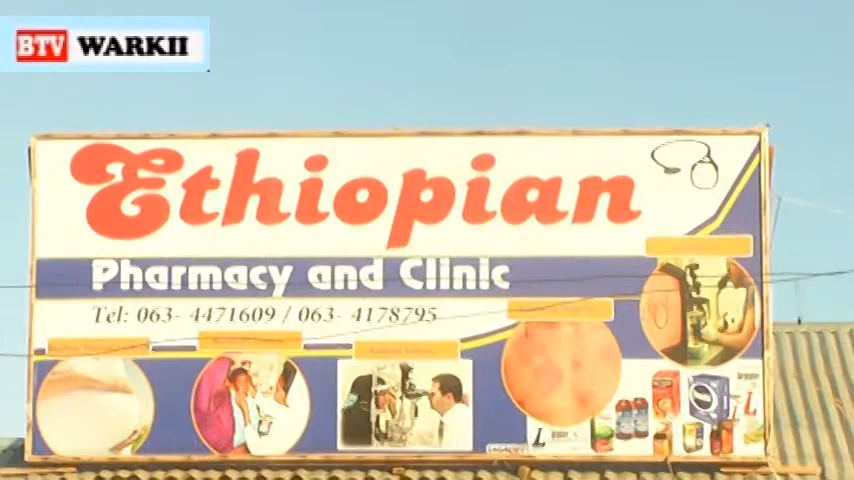 BTV WARKII
Ethiopian
Pharmacy and Clinic
Tel: 063- 4471609 / 063- 4178795